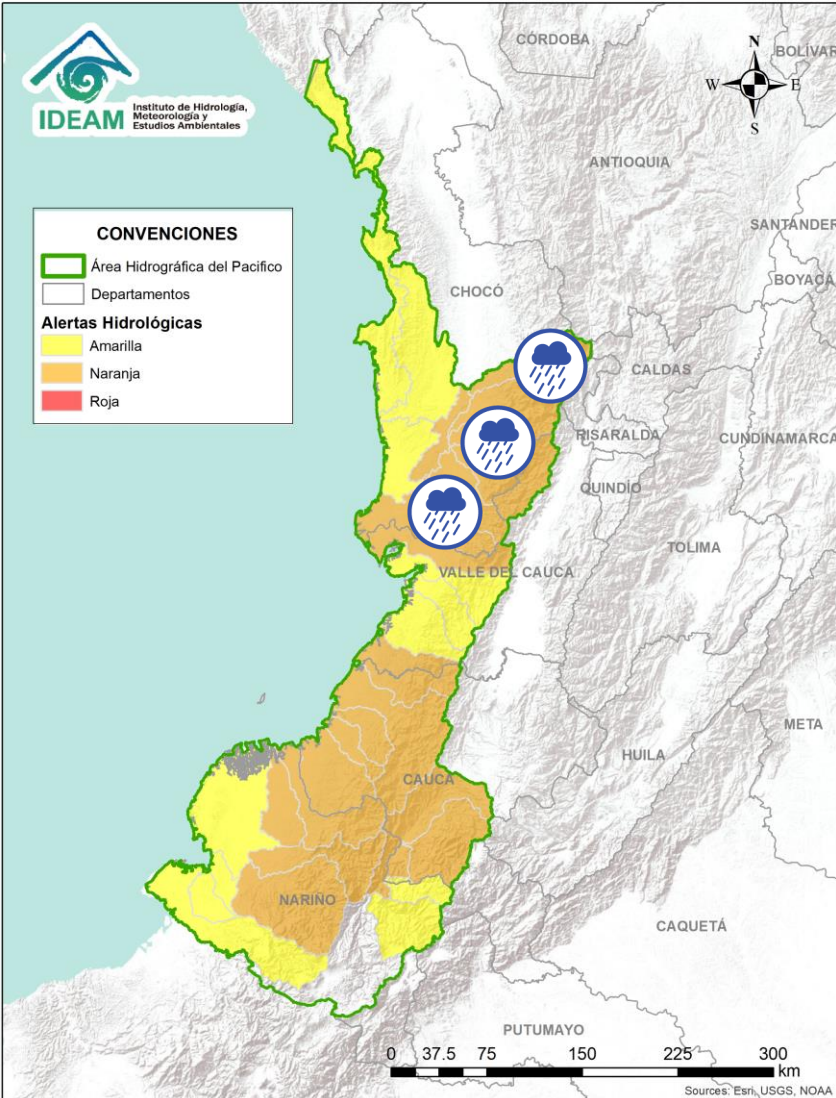 IDEAM
Instituto de Hidrología,
Meteorología y
Estudios Ambientales
CÓRDOBA
N
BOLÍVAR
W
E
S
ANTIOQUIA
SANTANDER
CONVENCIONES
Área Hidrográfica del Pacifico
Departamentos
Alertas Hidrológicas
Amarilla
Naranja
Roja
BOYACÁ
CHOCÓ
CALDAS
RISARALDA
CUNDINAMARCA
QUINDÍO
TOLIMA
VALLE DEL CAUCA
META
HUILA
CAUCA
NARIÑO
CAQUETÁ
PUTUMAYO
0 37.5 75 150 225 300
km
Sources: Esri, USGS, NOAA